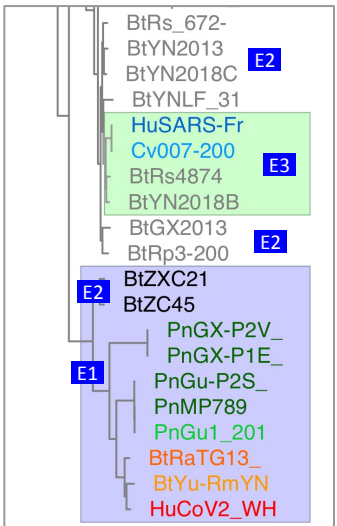 BtRs_672-
BtYN2013
E2
BtYN2018C
BtYNLF_31
HuSARS-Fr
Cv007-200
E3
BtRs4874
BtYN2018B
BtGX2013
E2
BtRp3-200
BtZXC21
E2
BtZC45
PnGX-P2V_
PnGX-P1E_
E1
PnGu-P2S_
PnMP789
PnGu1_201
BtRaTG13_
BtYu-RmYN
HuCoV2_WH